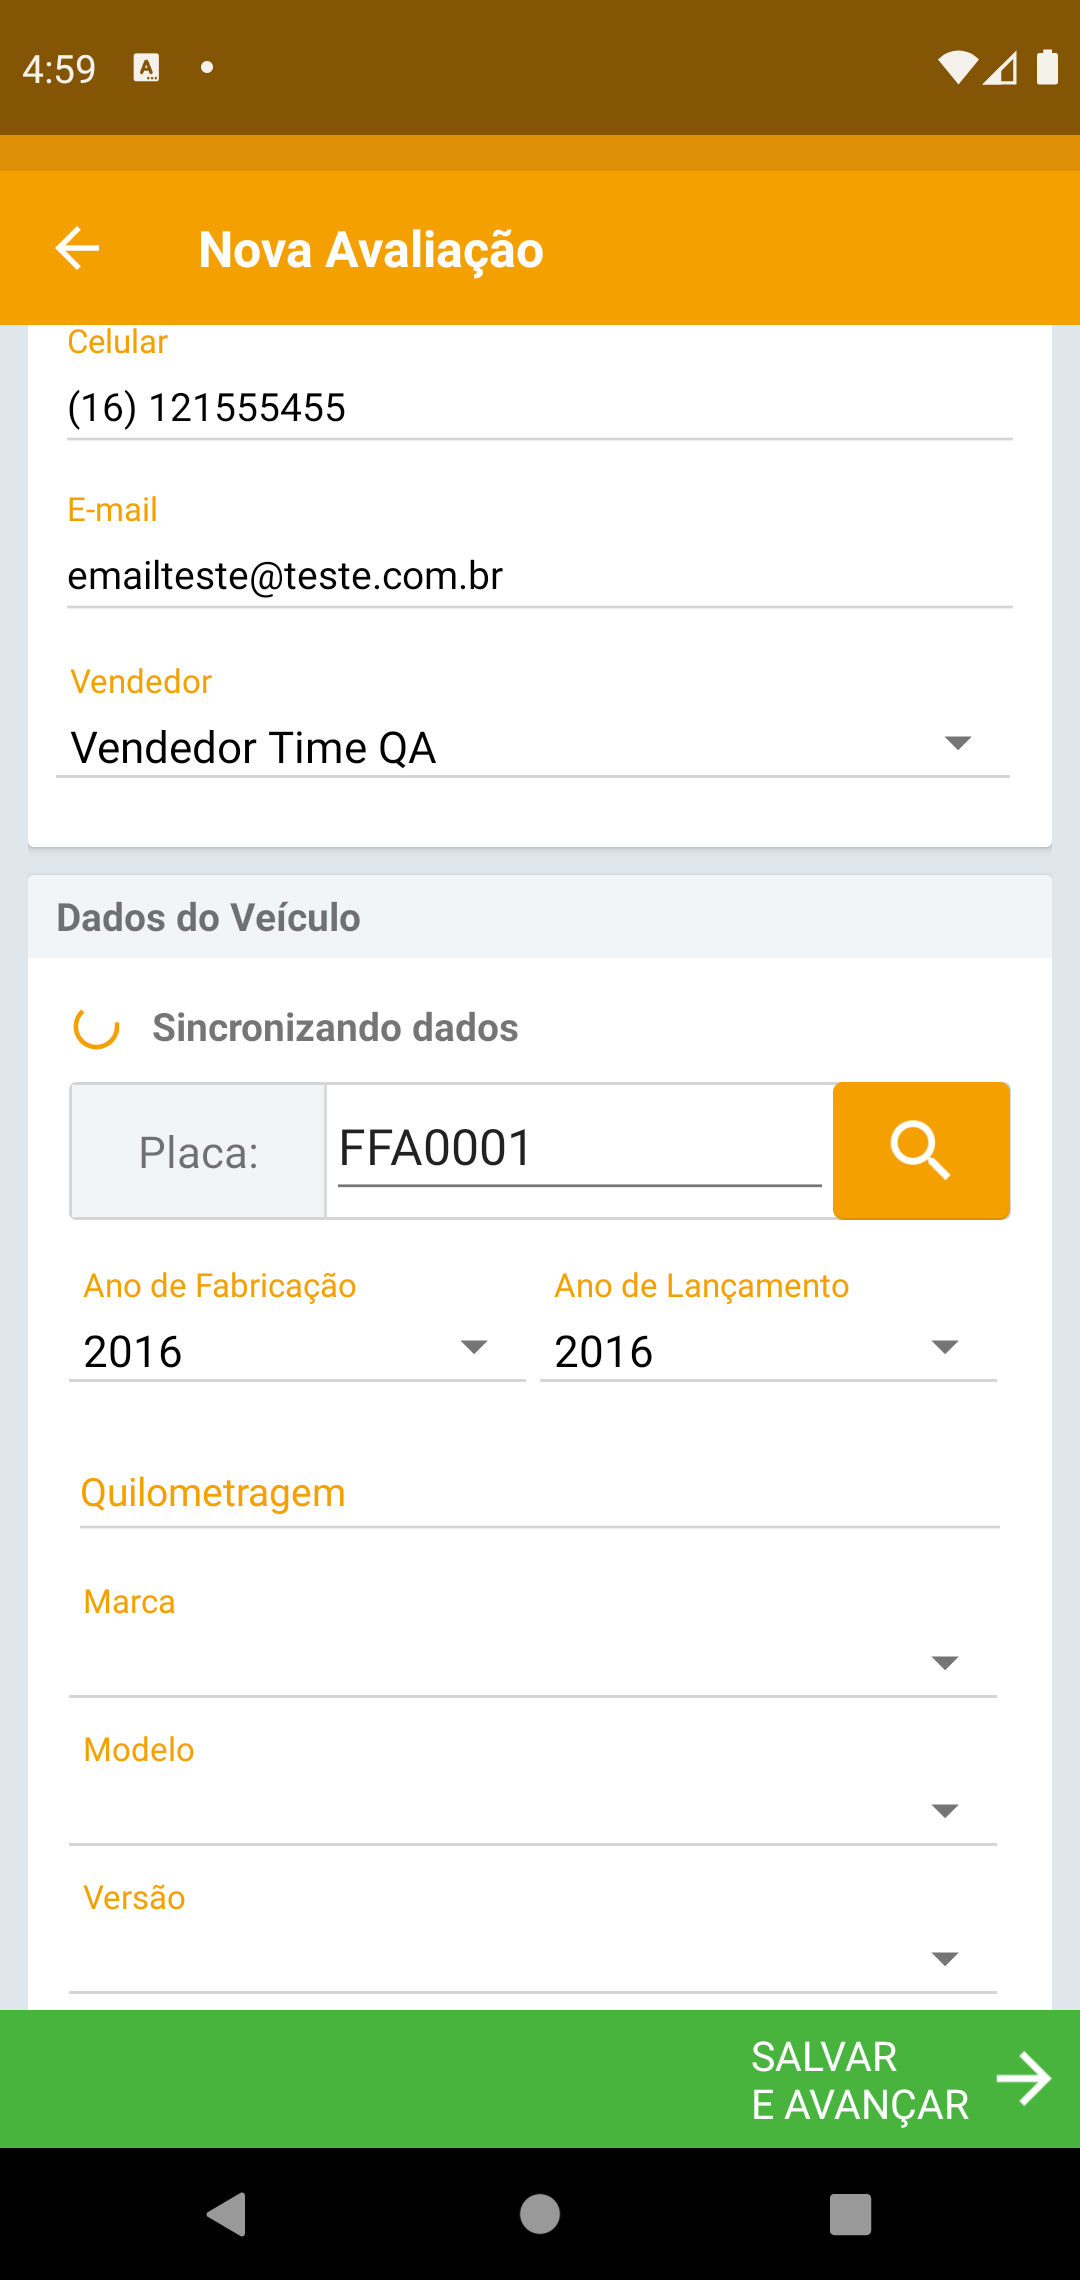 4:59
Nova Avaliação
Celular
(16) 121555455
E-mail
emailteste@teste.com.br
Vendedor
Vendedor Time QA
Dados do Veículo
Sincronizando dados
Placa: FFA0001
Ano de Fabricação Ano de Lançamento
2016 2016
Quilometragem
Marca
Modelo
Versão
SALVAR
E AVANÇAR